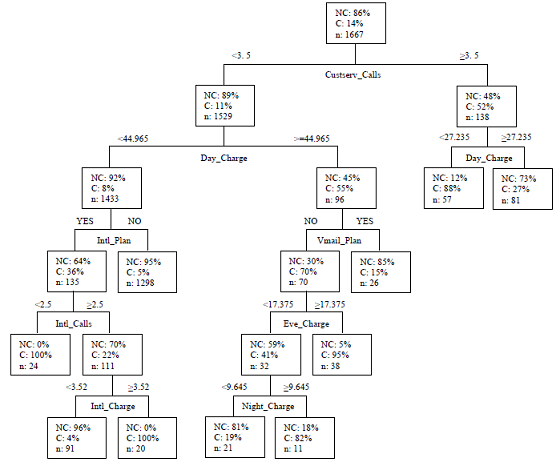 NC: 86%
C: 14%
n: 1667
<3. 5
≥3. 5
Custserv_Calls
NC: 89%
C: 11%
n: 1529
NC: 48%
C: 52%
n: 138
<44.965
>=44.965
<27.235
≥27.235
Day_Charge
Day_Charge
NC: 92%
C: 8%
n: 1433
NC: 45%
C: 55%
n: 96
NC: 12%
C: 88%
n: 57
NC: 73%
C: 27%
n: 81
YES
NO
NO
YES
Intl_Plan
Vmail_Plan
NC: 64%
C: 36%
n: 135
NC: 95%
C: 5%
n: 1298
NC: 30%
C: 70%
n: 70
NC: 85%
C: 15%
n: 26
<2.5
≥2.5
<17.375
≥17.375
Intl_Calls
Eve_Charge
NC: 0%
C: 100%
n: 24
NC: 70%
C: 22%
n: 111
NC: 59%
C: 41%
n: 32
NC: 5%
C: 95%
n: 38
<3.52
≥3.52
<9.645
≥9.645
Intl_Charge
Night_Charge
NC: 96%
C: 4%
n: 91
NC: 0%
C: 100%
n: 20
NC: 81%
C: 19%
n: 21
NC: 18%
C: 82%
n: 11